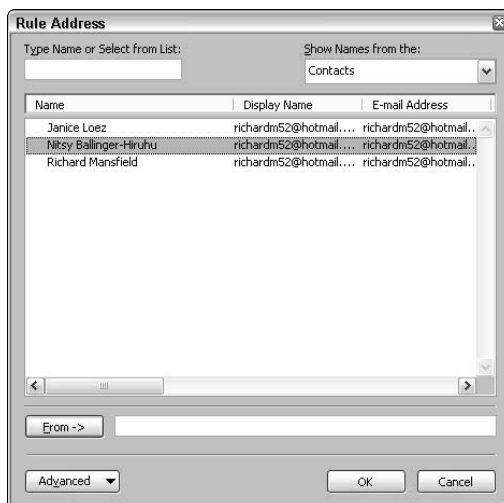 Rule Address
Type Name or Select from List:
Show Names from the:
Contacts
Name Display Name E-mail Address
Janice Loez richardm52@hotmail.... richardm52@hotmail..
Nitsy Ballinger-Hiruhu richardm52@hotmail.... richardm52@hotmail..
Richard Mansfield richardm52@hotmail.... richardm52@hotmail..
From ->
Advanced
OK Cancel